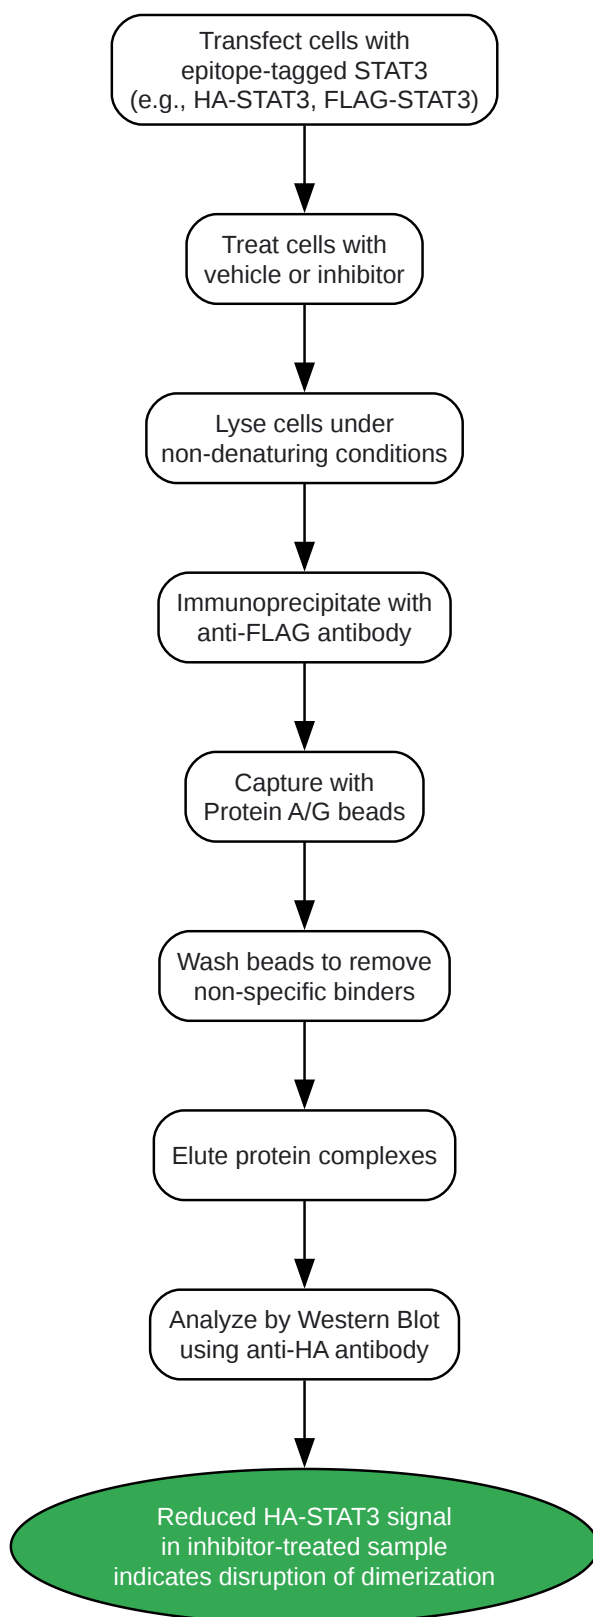 Transfect cells with
epitope-tagged STAT3
(e.g., HA-STAT3, FLAG-STAT3)
Treat cells with
vehicle or inhibitor
Lyse cells under
non-denaturing conditions
Immunoprecipitate with
anti-FLAG antibody
Capture with
Protein A/G beads
Wash beads to remove
non-specific binders
Elute protein complexes
Analyze by Western Blot
using anti-HA antibody
Reduced HA-STAT3 signal
in inhibitor-treated sample
indicates disruption of dimerization